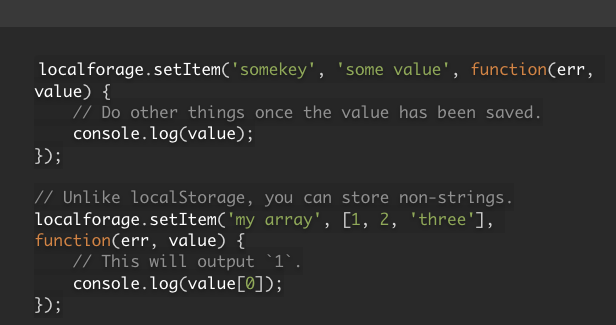 localforage.setItem('somekey', 'some value', function(err,
value) {
    // Do other things once the value has been saved.
    console.log(value);
});
// Unlike localStorage, you can store non-strings.
localforage.setItem('my array', [1, 2, 'three'],
function(err, value) {
    // This will output `1`.
    console.log(value[0]);
});